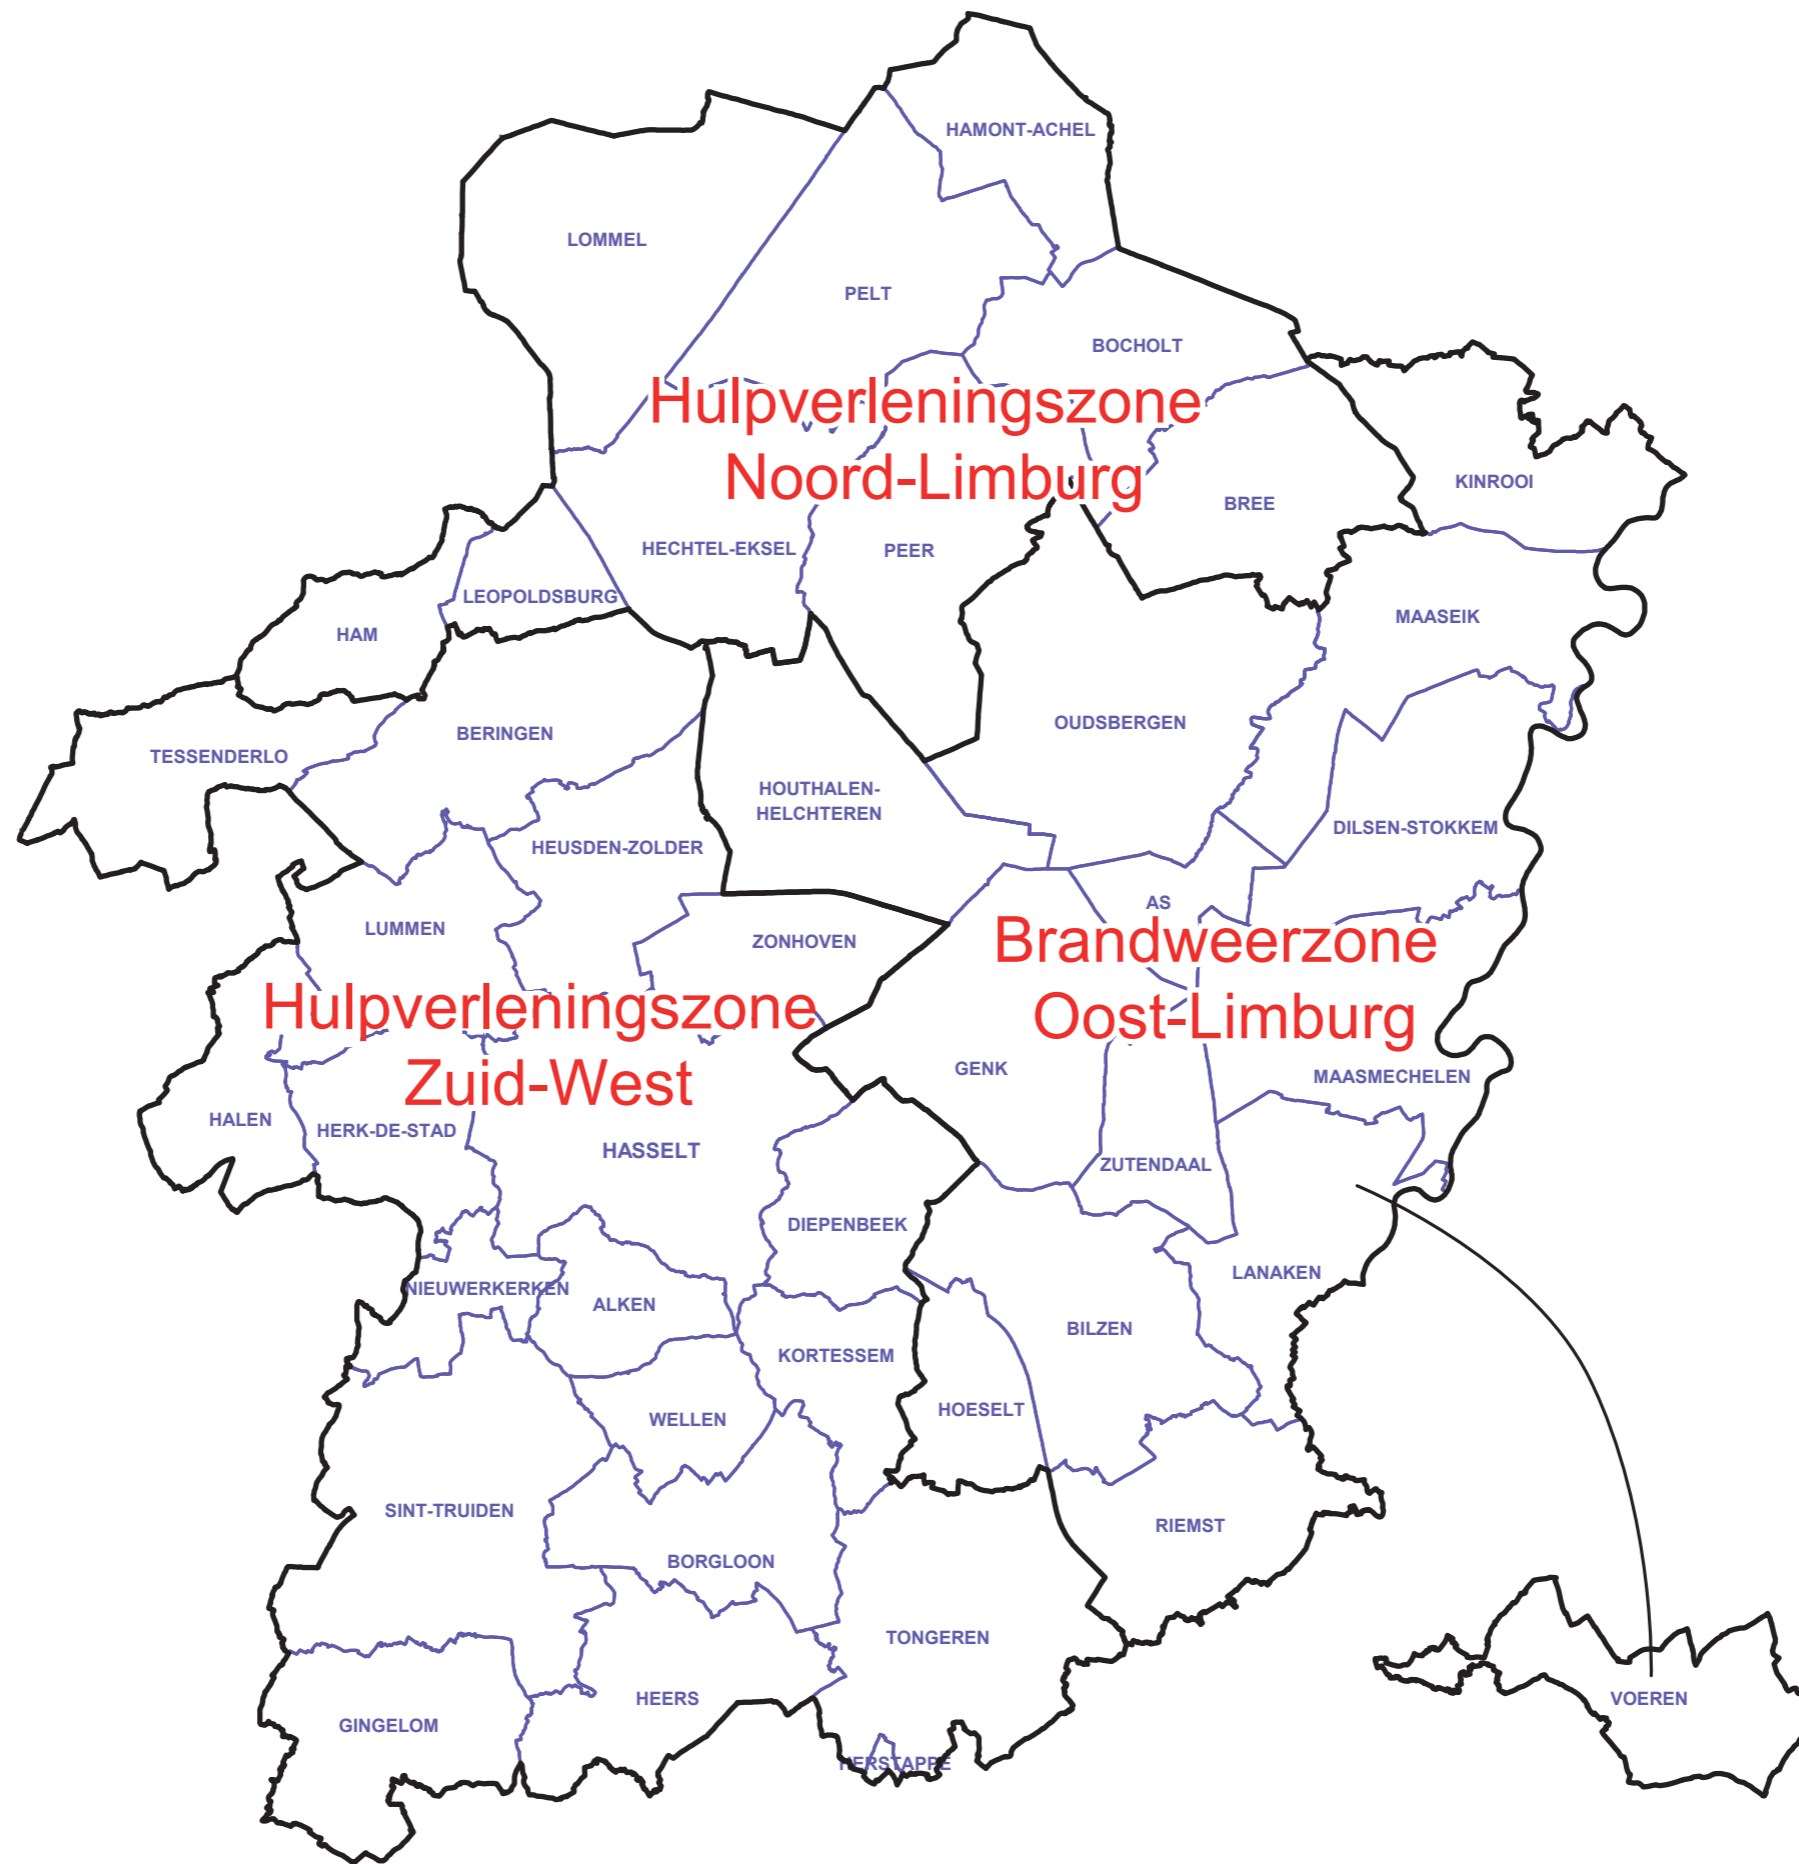 HAMONT-ACHEL
LOMMEL
PELT
BOCHOLT
Hulpverleningszone
Noord-Limburg
KINROOI
BREE
HECHTEL-EKSEL
PEER
LEOPOLDSBURG
HAM
MAASEIK
OUDSBERGEN
BERINGEN
TESSENDERLO
HOUTHALEN-
HELCHTEREN
DILSEN-STOKKEM
HEUSDEN-ZOLDER
AS
LUMMEN
ZONHOVEN
Brandweerzone
Oost-Limburg
Hulpverleningszone
Zuid-West
GENK
MAASMECHELEN
HALEN
HERK-DE-STAD
HASSELT
ZUTENDAAL
DIEPENBEEK
LANAKEN
NIEUWERKERKEN
ALKEN
BILZEN
KORTESSEM
HOESELT
WELLEN
SINT-TRUIDEN
RIEMST
BORGLOON
TONGEREN
HEERS
VOEREN
GINGELOM
HERSTAPPE